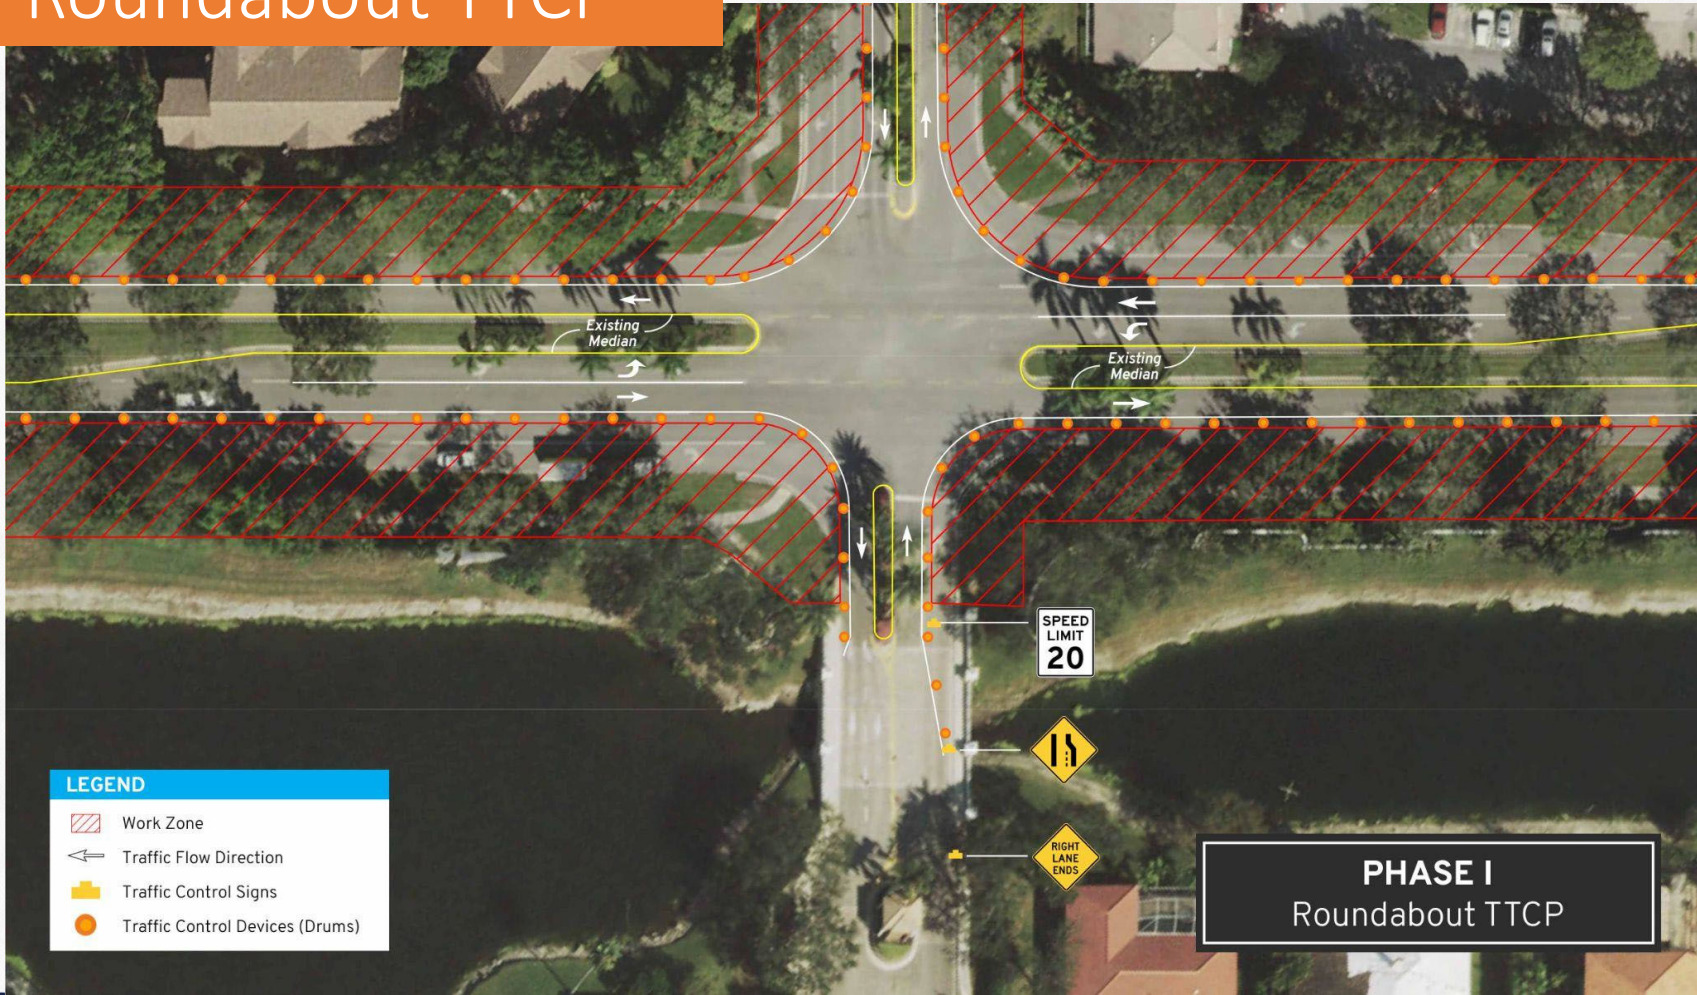 Roundabout TTCP
Existing
Median
Existing
Median
SPEED
LIMIT
20
RIGHT
LANE
ENDS
LEGEND
Work Zone
Traffic Flow Direction
Traffic Control Signs
Traffic Control Devices (Drums)
PHASE I
Roundabout TTCP